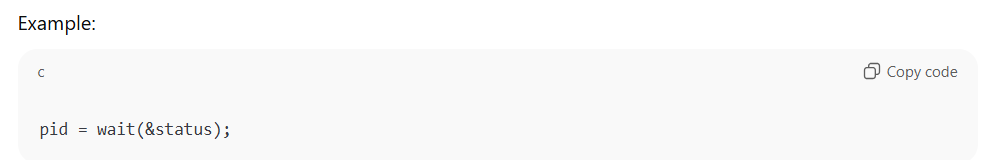 Example:
c Copy code
pid = wait(&status);